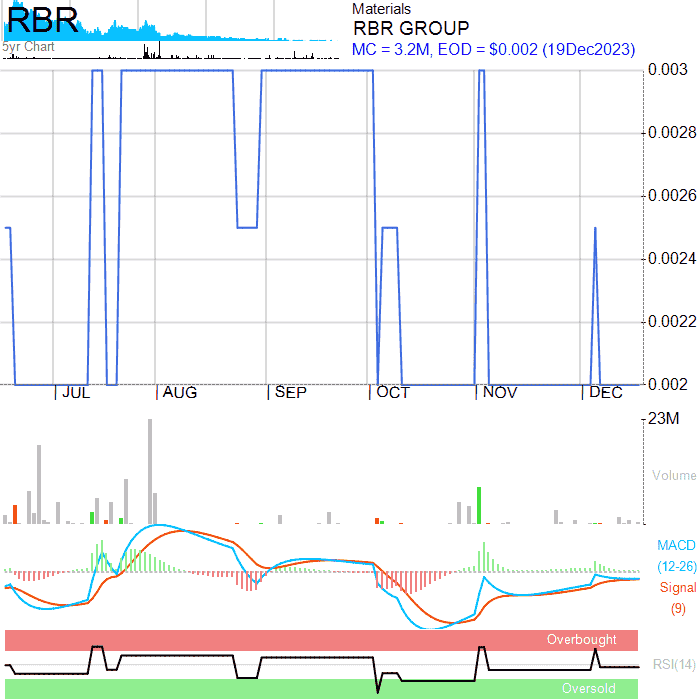 RBR
5yr Chart
Materials
RBR GROUP
MC = 3.2M, EOD = $0.002 (19Dec2023)
0.003
0.0028
0.0026
0.0024
0.0022
0.002
JUL AUG SEP OCT NOV DEC
23M
Volume
MACD
(12-26)
Signal
(9)
Overbought
RSI(14)
Oversold